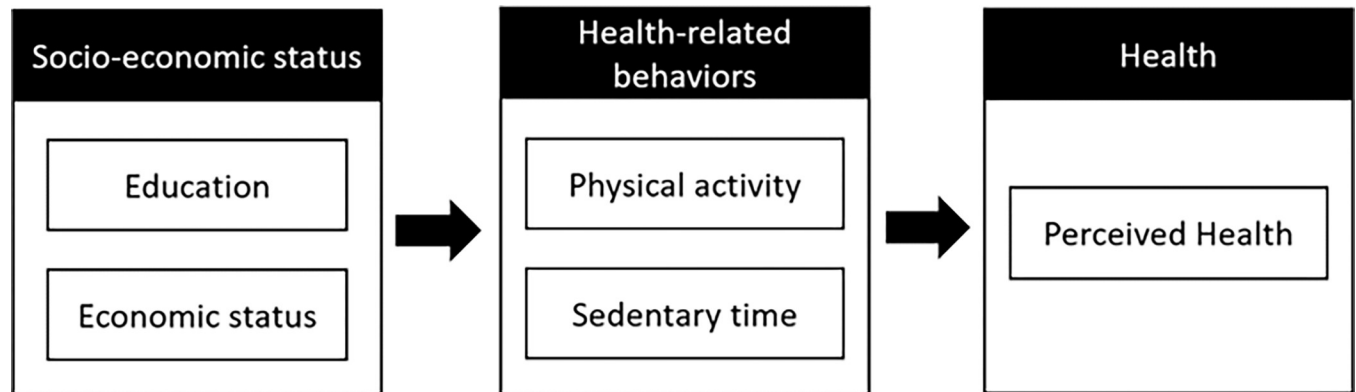 Socio-economic status
Education
Economic status
Health-related
behaviors
Physical activity
Sedentary time
Health
Perceived Health